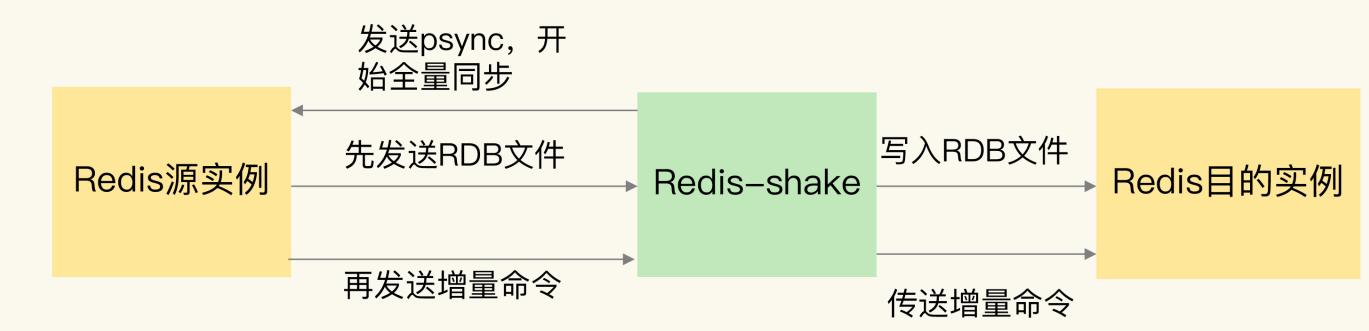 发送psync，开
始全量同步
Redis源实例
先发送RDB文件
再发送增量命令
Redis-shake
写入RDB文件
传送增量命令
Redis目的实例